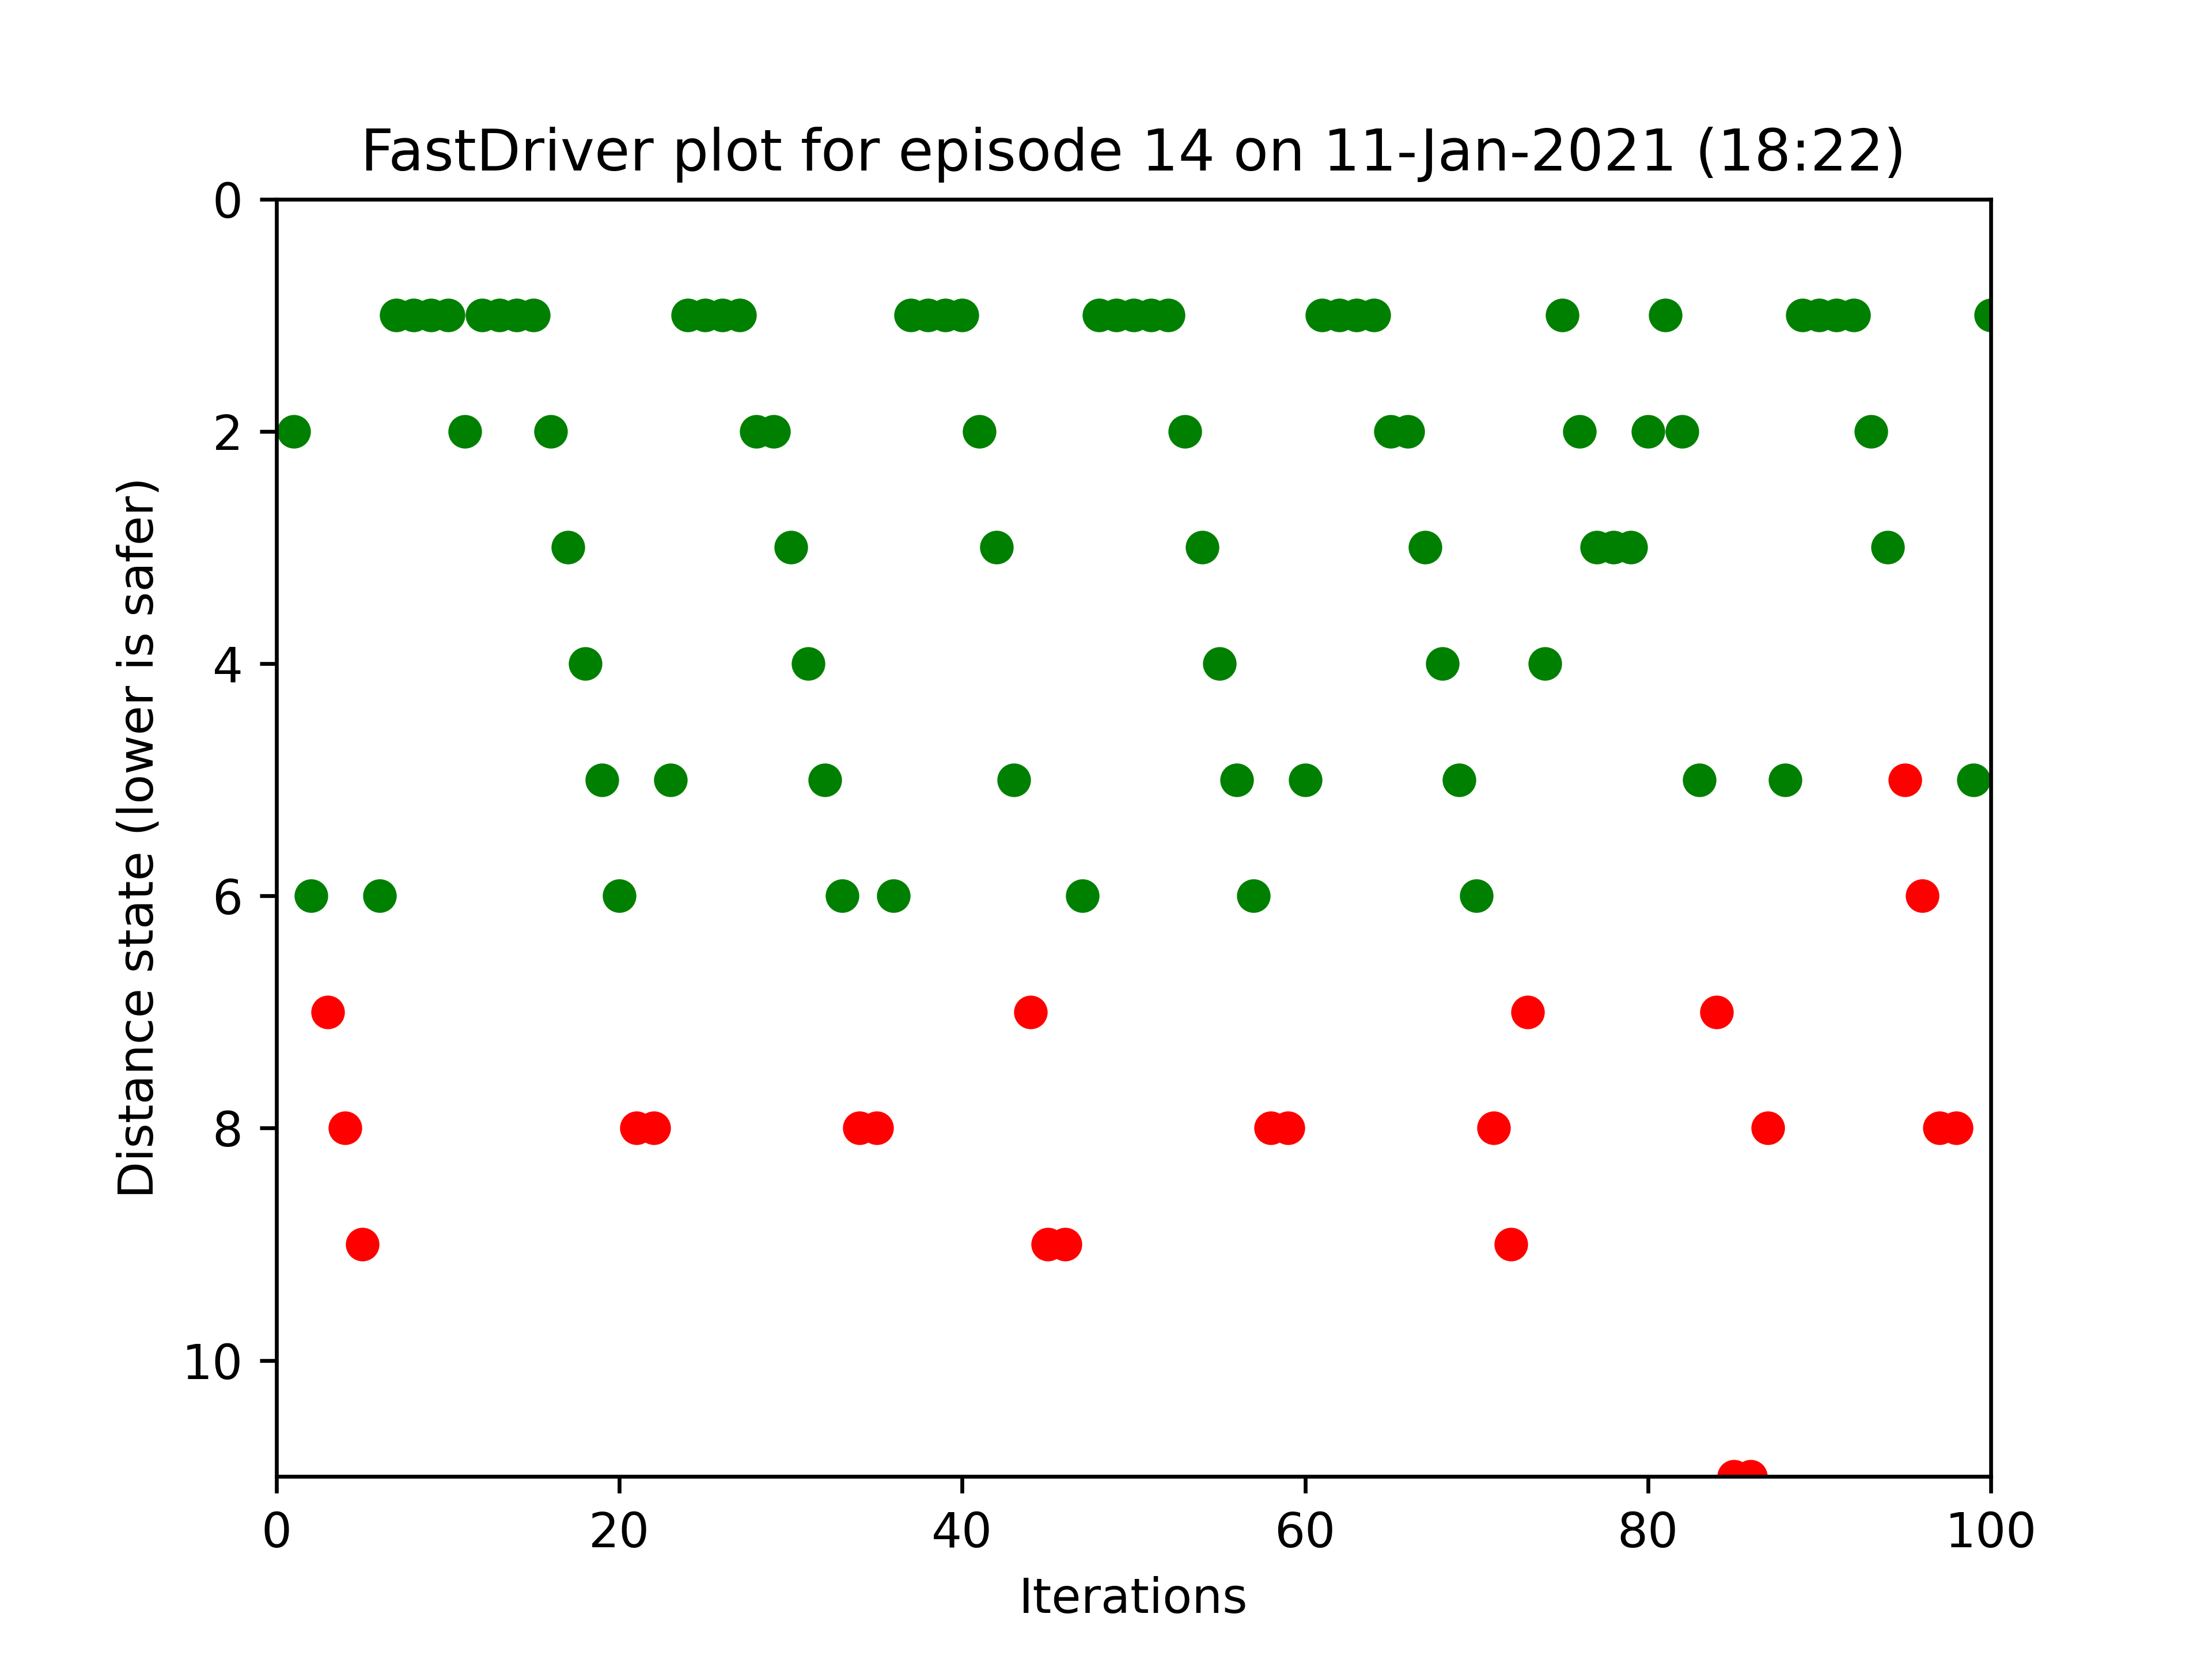 FastDriver plot for episode 14 on 11-Jan-2021 (18:22)
0
2
4
6
8
10
Distance state (lower is safer)
0 20 40 60 80 100
Iterations